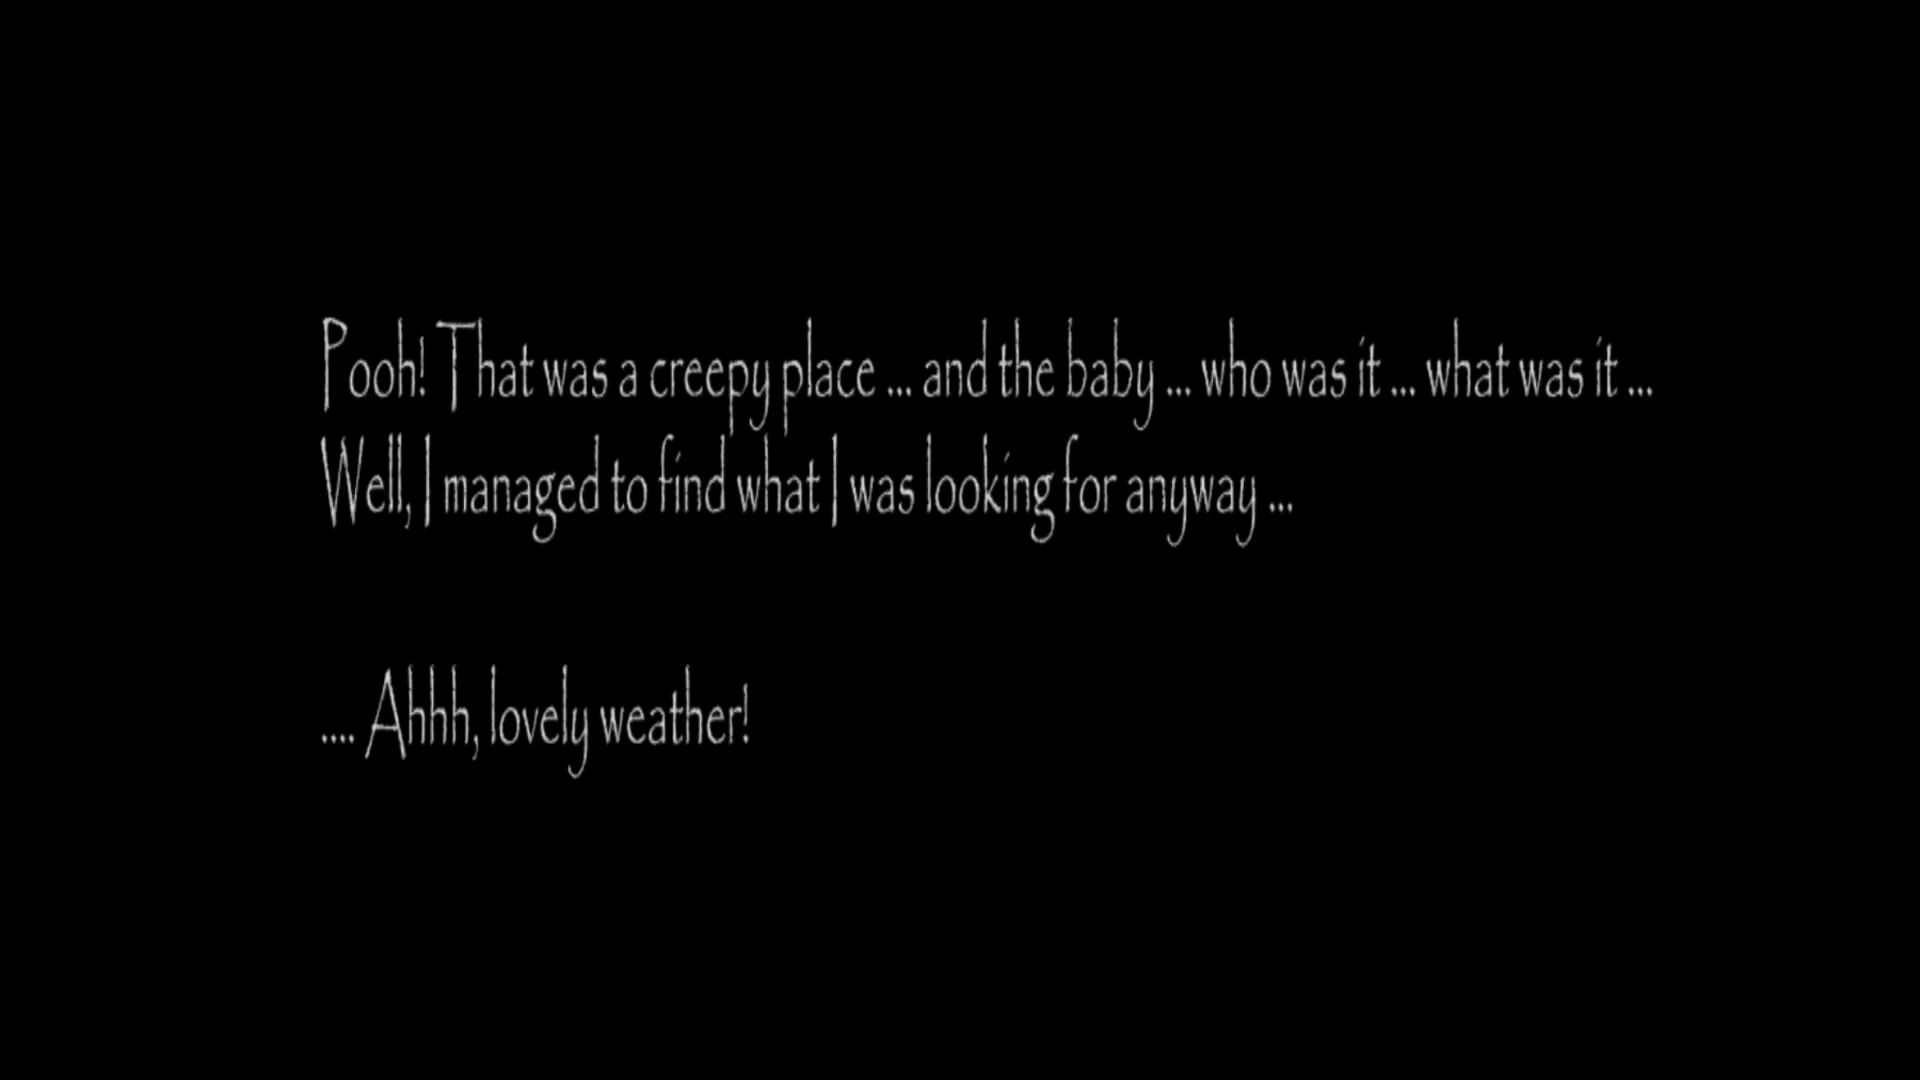 Pooh! That was a creepy place ... and the baby ... who was it ... what was it ...
Well, I managed to find what I was looking for anyway ...
.... Ahhh, lovely weather!